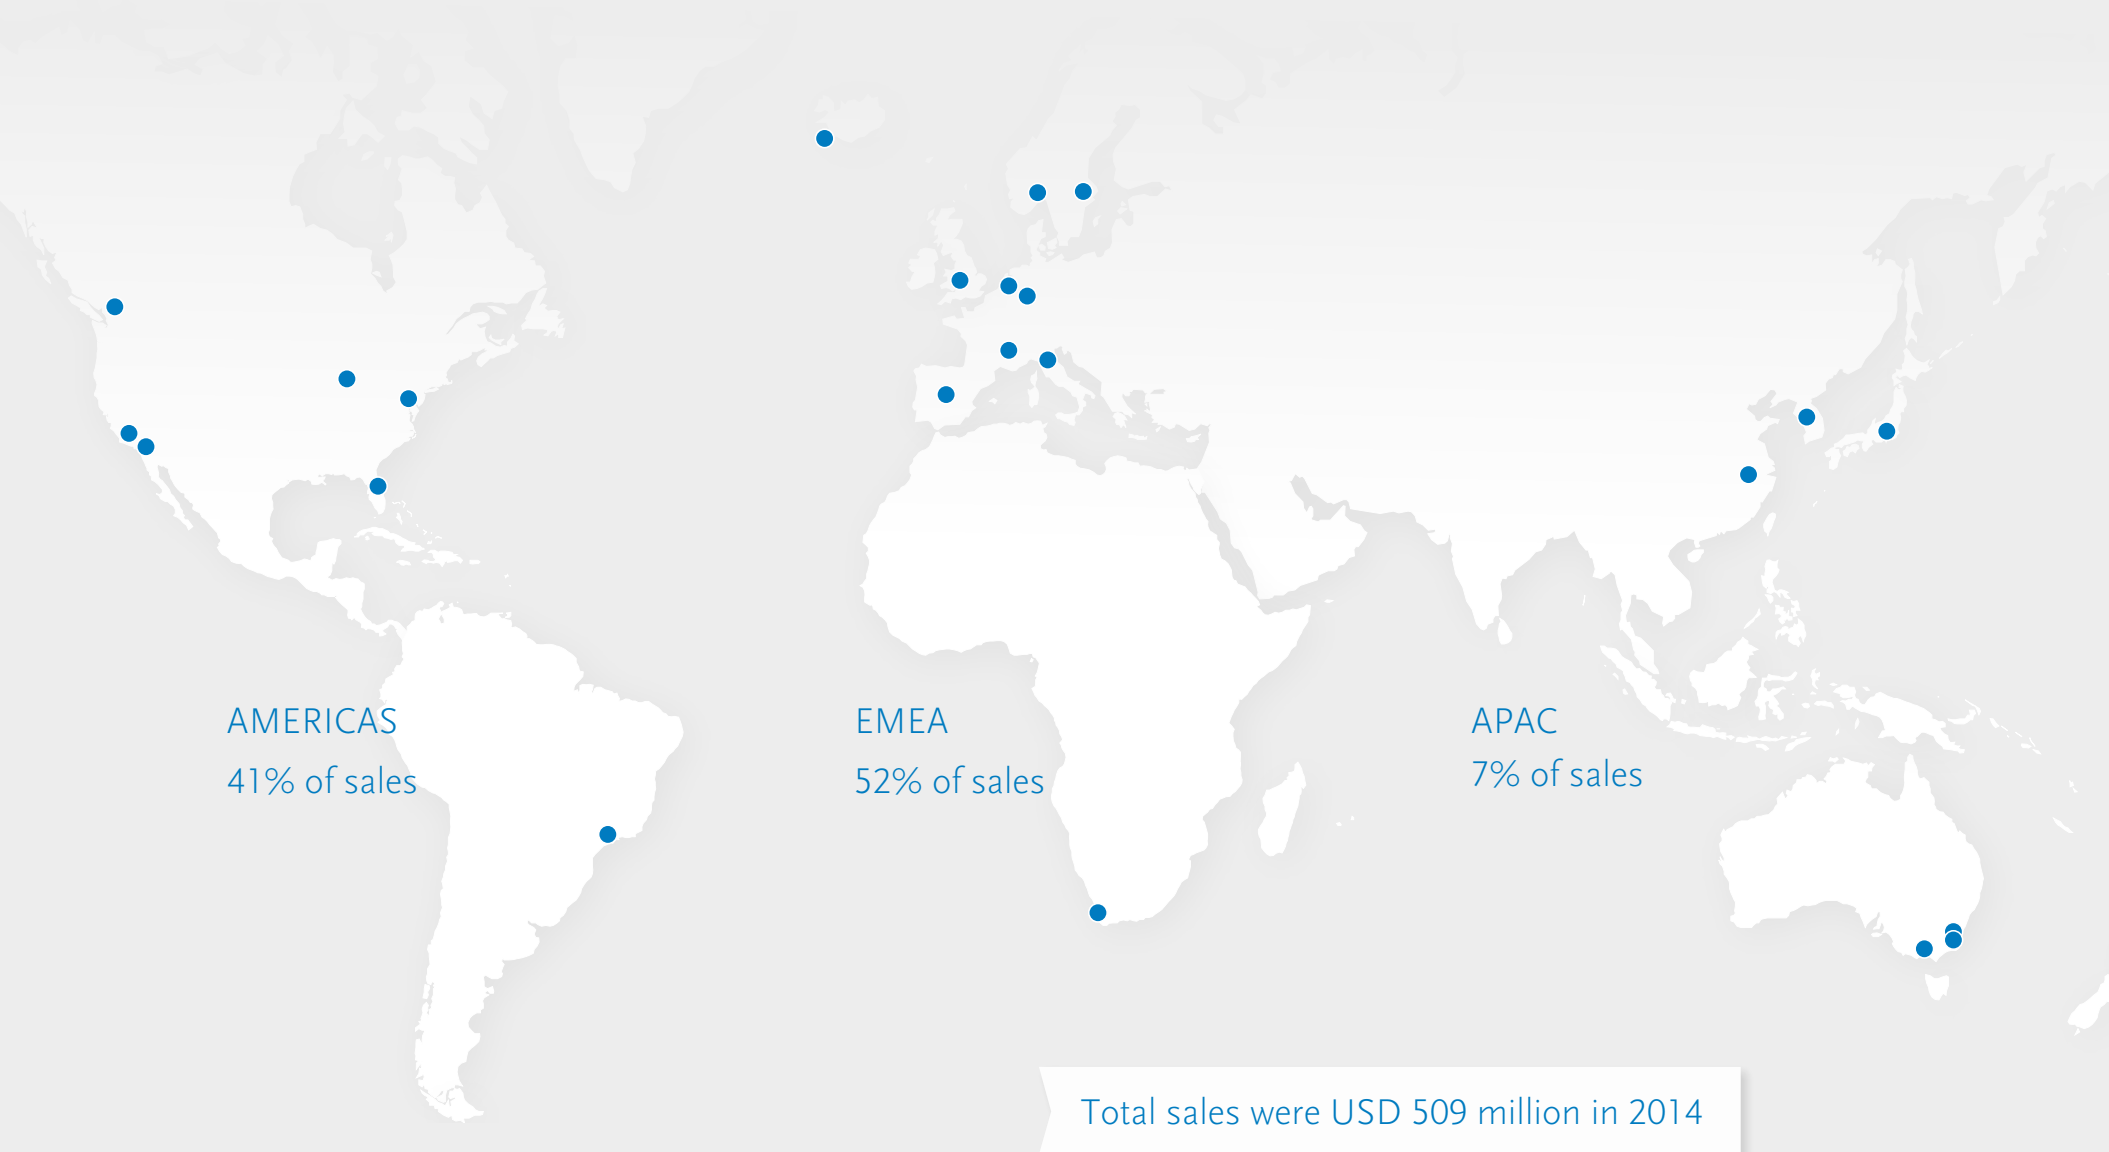 AMERICAS
41% of sales
EMEA
52% of sales
APAC
7% of sales
Total sales were USD 509 million in 2014